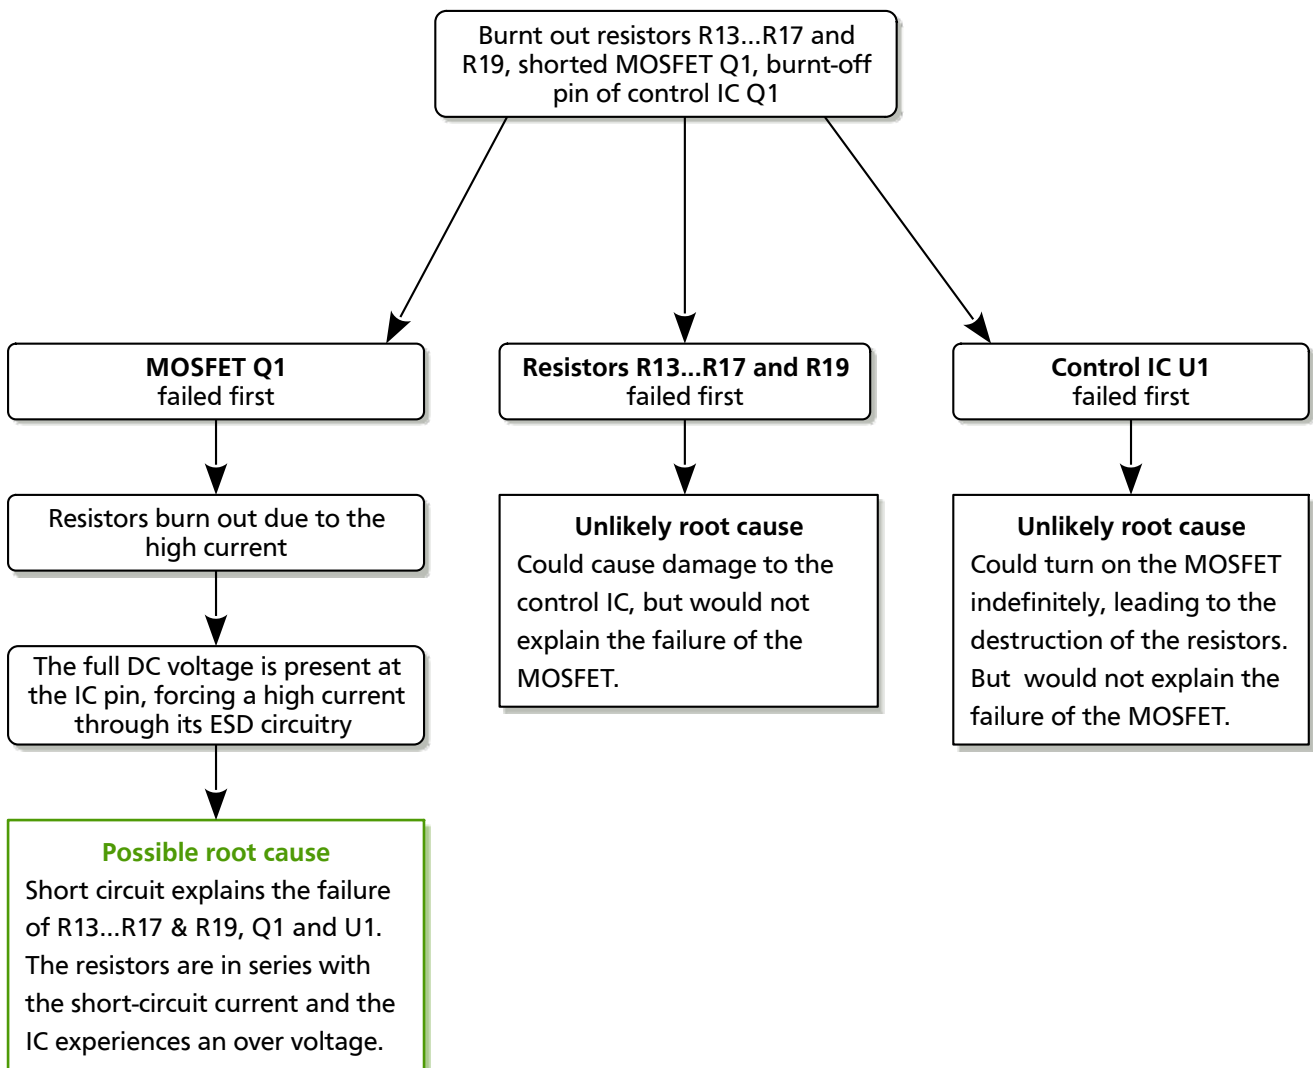 Burnt out resistors R13...R17 and
R19, shorted MOSFET Q1, burnt-off
pin of control IC Q1
MOSFET Q1
failed first
Resistors R13...R17 and R19
failed first
Control IC U1
failed first
Resistors burn out due to the
high current
Unlikely root cause
Could cause damage to the
control IC, but would not
explain the failure of the
MOSFET.
Unlikely root cause
Could turn on the MOSFET
indefinitely, leading to the
destruction of the resistors.
But would not explain the
failure of the MOSFET.
The full DC voltage is present at
the IC pin, forcing a high current
through its ESD circuitry
Possible root cause
Short circuit explains the failure
of R13...R17 & R19, Q1 and U1.
The resistors are in series with
the short-circuit current and the
IC experiences an over voltage.